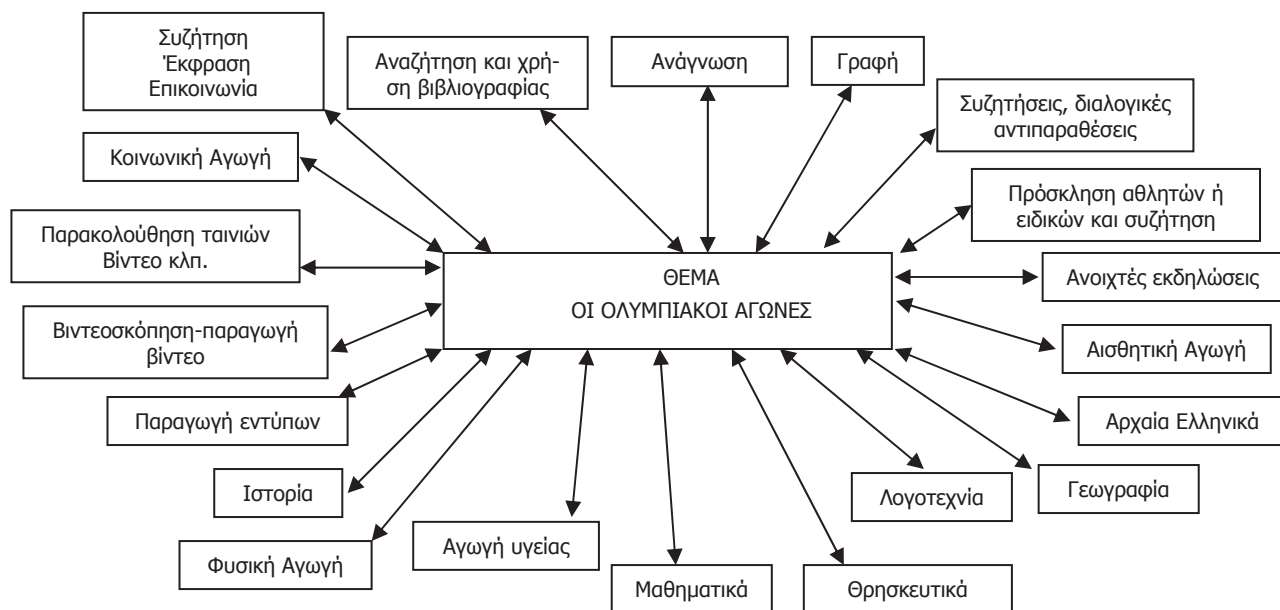 Συζήτηση
Έκφραση
Επικοινωνία
Αναζήτηση και χρή-
ση βιβλιογραφίας
Ανάγνωση
Γραφή
Συζητήσεις, διαλογικές
αντιπαραθέσεις
Κοινωνική Αγωγή
Πρόσκληση αθλητών ή
ειδικών και συζήτηση
Παρακολούθηση ταινιών
Βίντεο κλπ.
ΘΕΜΑ
ΟΙ ΟΛΥΜΠΙΑΚΟΙ ΑΓΩΝΕΣ
Ανοιχτές εκδηλώσεις
Βιντεοσκόπηση-παραγωγή
βίντεο
Αισθητική Αγωγή
Παραγωγή εντύπων
Αρχαία Ελληνικά
Ιστορία
Λογοτεχνία
Γεωγραφία
Φυσική Αγωγή
Αγωγή υγείας
Μαθηματικά
Θρησκευτικά